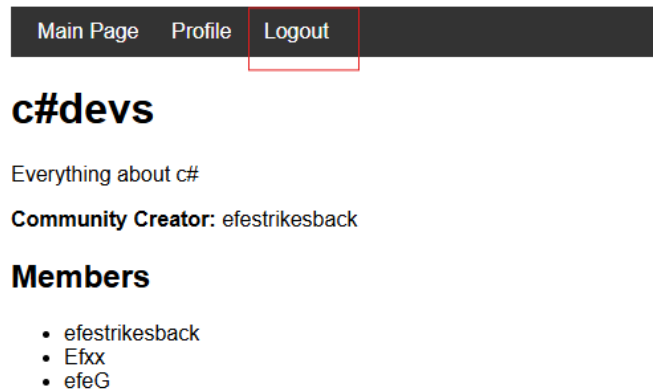 Main Page Profile Logout
c#devs
Everything about c#
Community Creator: efestrikesback
Members
efestrikesback
Efxx
efeG